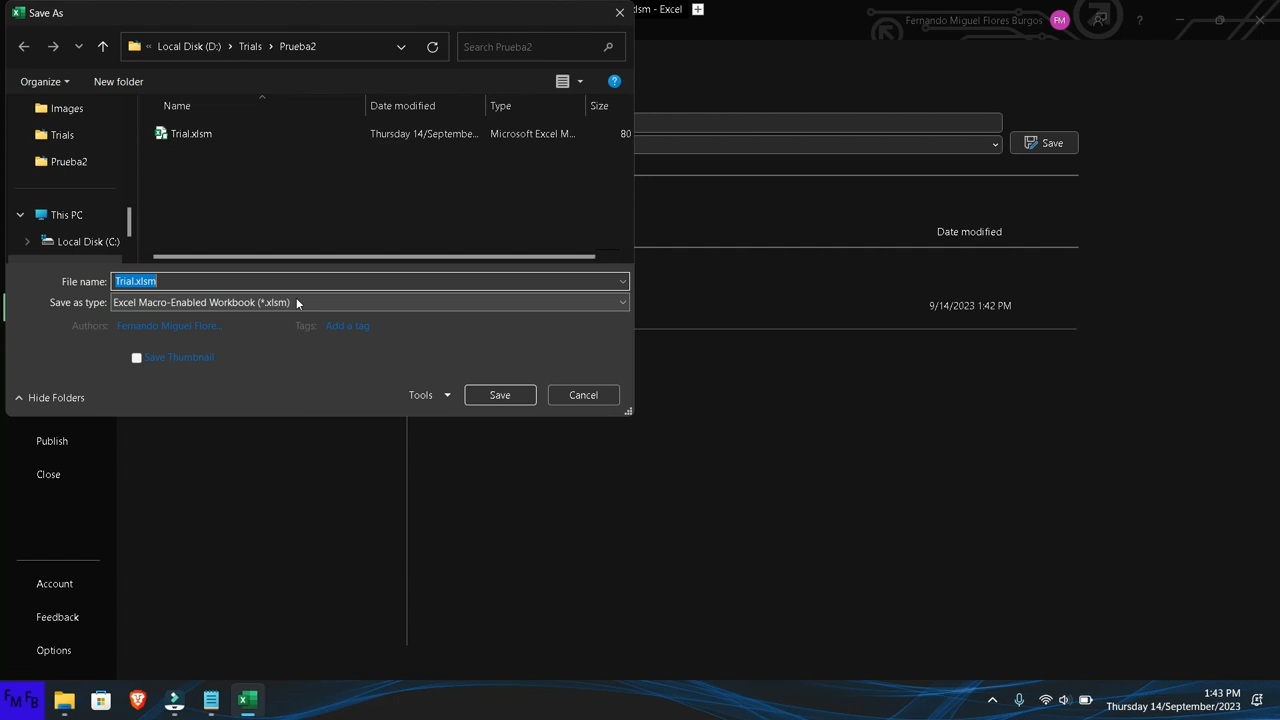 Save As
xlsm - Excel
Fernando Miguel Flores Burgos FM
?
« Local Disk (D:) > Trials > Prueba2
Search Prueba2
Organize
New folder
?
Images
Trials
Prueba2
This PC
Local Disk (C:)
Name Date modified Type Size
Trial.xlsm Thursday 14/Septembe... Microsoft Excel M... 80
Save
Date modified
9/14/2023 1:42 PM
File name: Trial.xlsm
Save as type: Excel Macro-Enabled Workbook (*.xlsm)
Authors: Fernando Miguel Flore... Tags: Add a tag
Save Thumbnail
Hide Folders
Tools Save Cancel
Publish
Close
Account
Feedback
Options
FM FB
1:43 PM
Thursday 14/September/2023